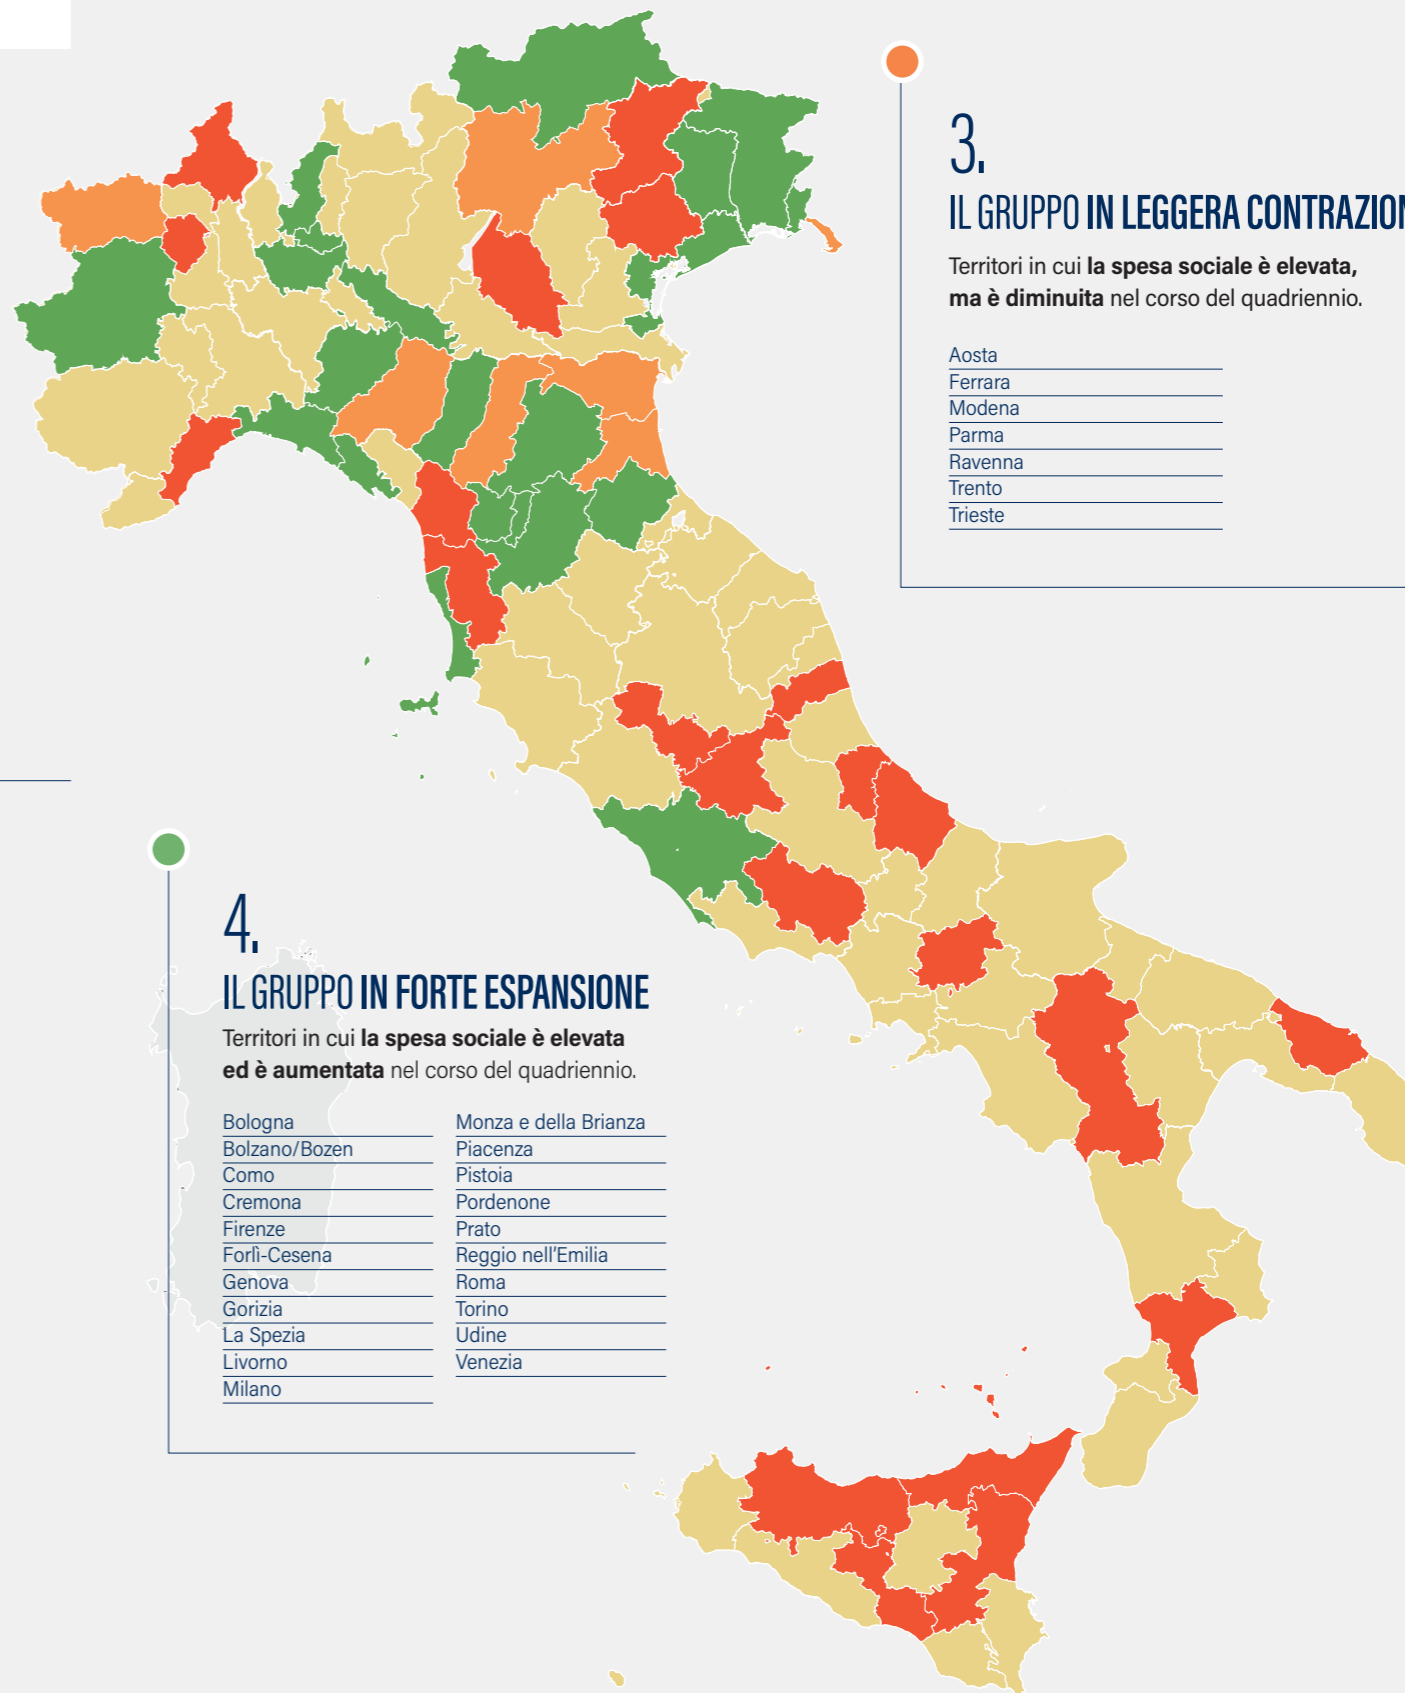 3.
IL GRUPPO IN LEGGERA
Territori in cui la spesa sociale è elevata,
ma è diminuita nel corso del quadriennio.
Aosta
Ferrara
Modena
Parma
Ravenna
Trento
Trieste
4.
IL GRUPPO IN FORTE ESPANSIONE
Territori in cui la spesa sociale è elevata
ed è aumentata nel corso del quadriennio.
Bologna
Bolzano/Bozen
Como
Cremona
Firenze
Forlì-Cesena
Genova
Gorizia
La Spezia
Livorno
Milano
Monza e della Brianza
Piacenza
Pistoia
Pordenone
Prato
Reggio nell'Emilia
Roma
Torino
Udine
Venezia